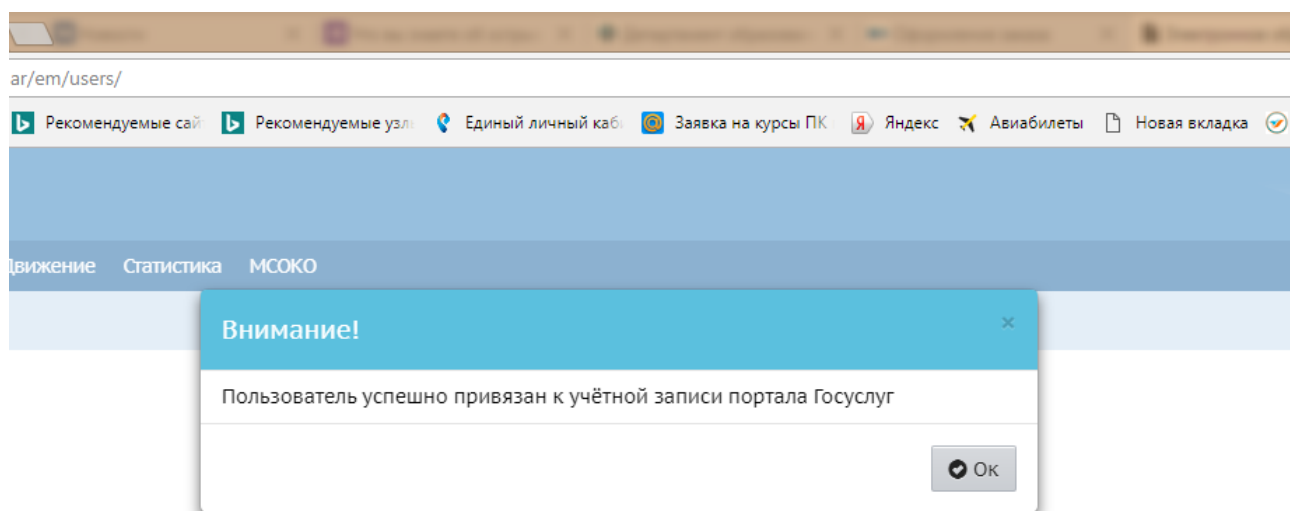 ar/em/users/
Рекомендуемые сай Рекомендуемые узл Единый личный каб Заявка на курсы ПК Яндекс Авиабилеты Новая вкладка
Движение Статистика МСОКО
Внимание!
Пользователь успешно привязан к учётной записи портала Госуслуг
Ок